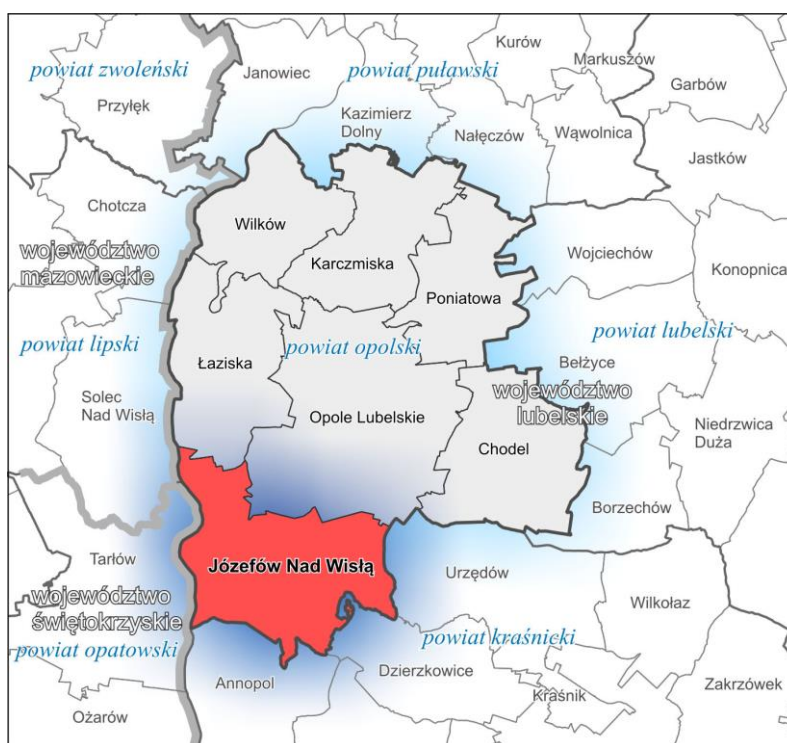 Kurów
Markuszów
powiat zwoleński
Janowiec
powiat puławski
Garbów
Przyłęk
Kazimierz
Dolny
Nałęczów
Wąwolnica
Jastków
Chotcza
Wilków
województwo
mazowieckie
Karczmiska
Wojciechów
Konopnica
Poniatowa
powiat lipski
powiat opolski
powiat lubelski
Łaziska
Bełżyce
Solec
Nad Wisłą
województwo
lubelskie
Opole Lubelskie
Niedrzwica
Duża
Chodel
Borzechów
Tarłów
Józefów Nad Wisłą
Urzędów
województwo
świętokrzyskie
Wilkołaz
powiat opatowski
powiat kraśnicki
Annopol
Dzierzkowice
Kraśnik
Zakrzówek
Ożarów